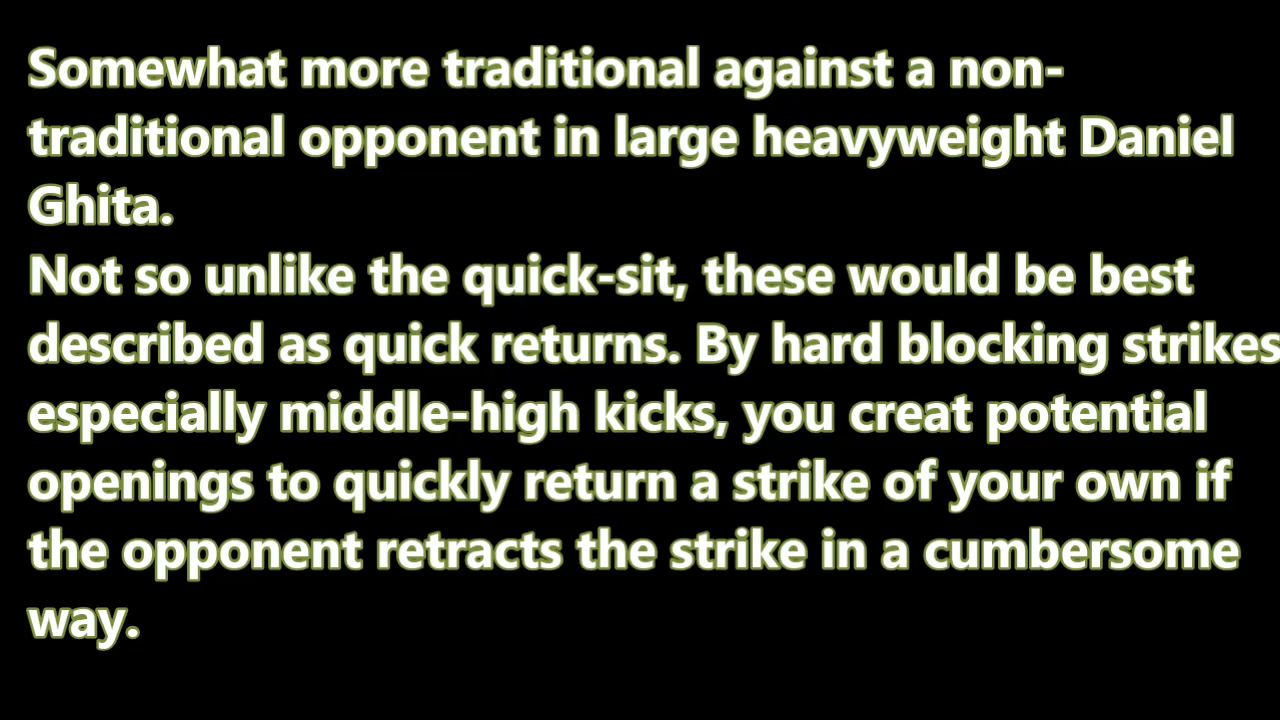 Somewhat more traditional against a non-
traditional opponent in large heavyweight Daniel
Ghita.
Not so unlike the quick-sit, these would be best
described as quick returns. By hard blocking strikes
especially middle-high kicks, you creat potential
openings to quickly return a strike of your own if
the opponent retracts the strike in a cumbersome
way.